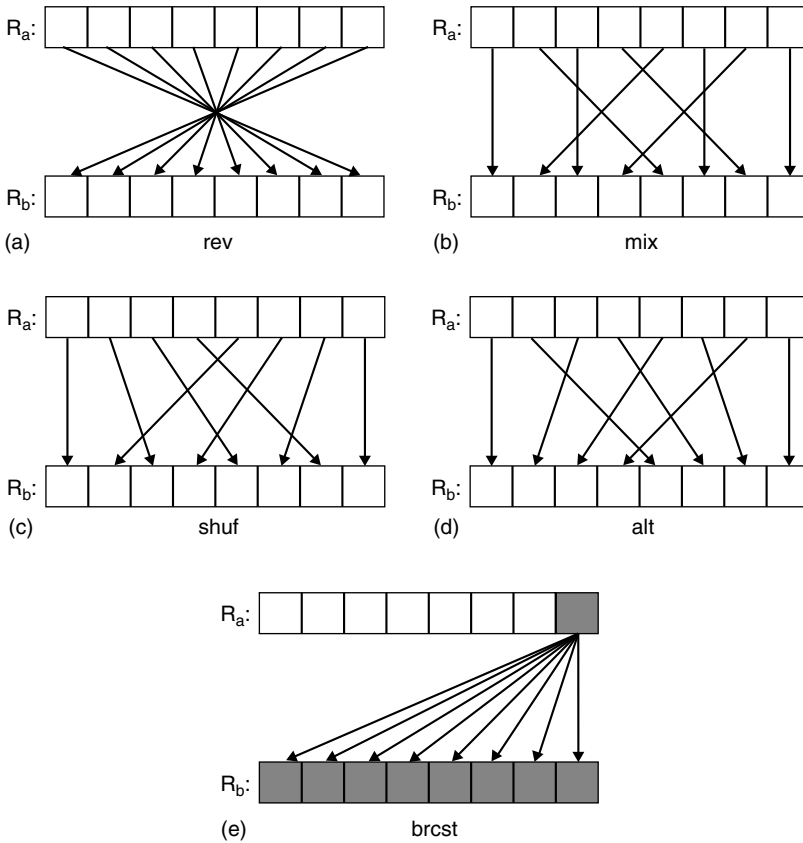 Ra: Ra:
Rb: Rb:
(a) rev (b) mix
Ra: Ra:
Rb: Rb:
(c) shuf (d) alt
Ra:
Rb:
(e) brcst